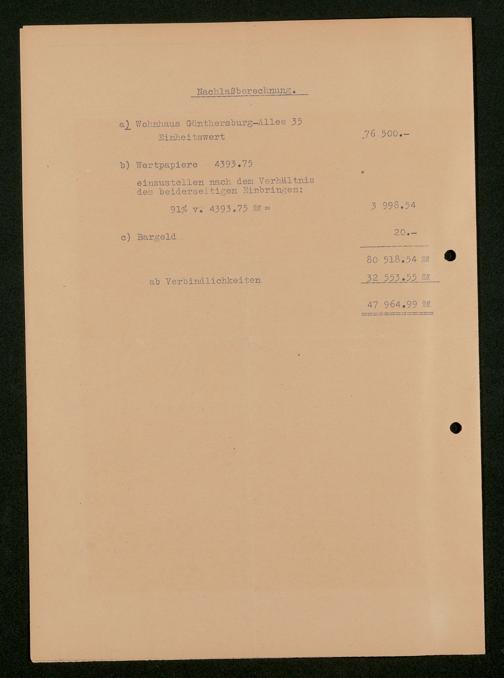 Nachlaßberechnung.
a) Wohnhaus Günthersburg-Allee 35
Einheitswert 76 500.-
b) Wertpapiere 4393.75
einzustellen nach dem Verhältnis
des beiderseitigen Einbringens:
91% v. 4393.75 RM = 3 998.54
c) Bargeld 20.-
80 518.54 RM
ab Verbindlichkeiten 32 553.55 RM
47 964.99 RM